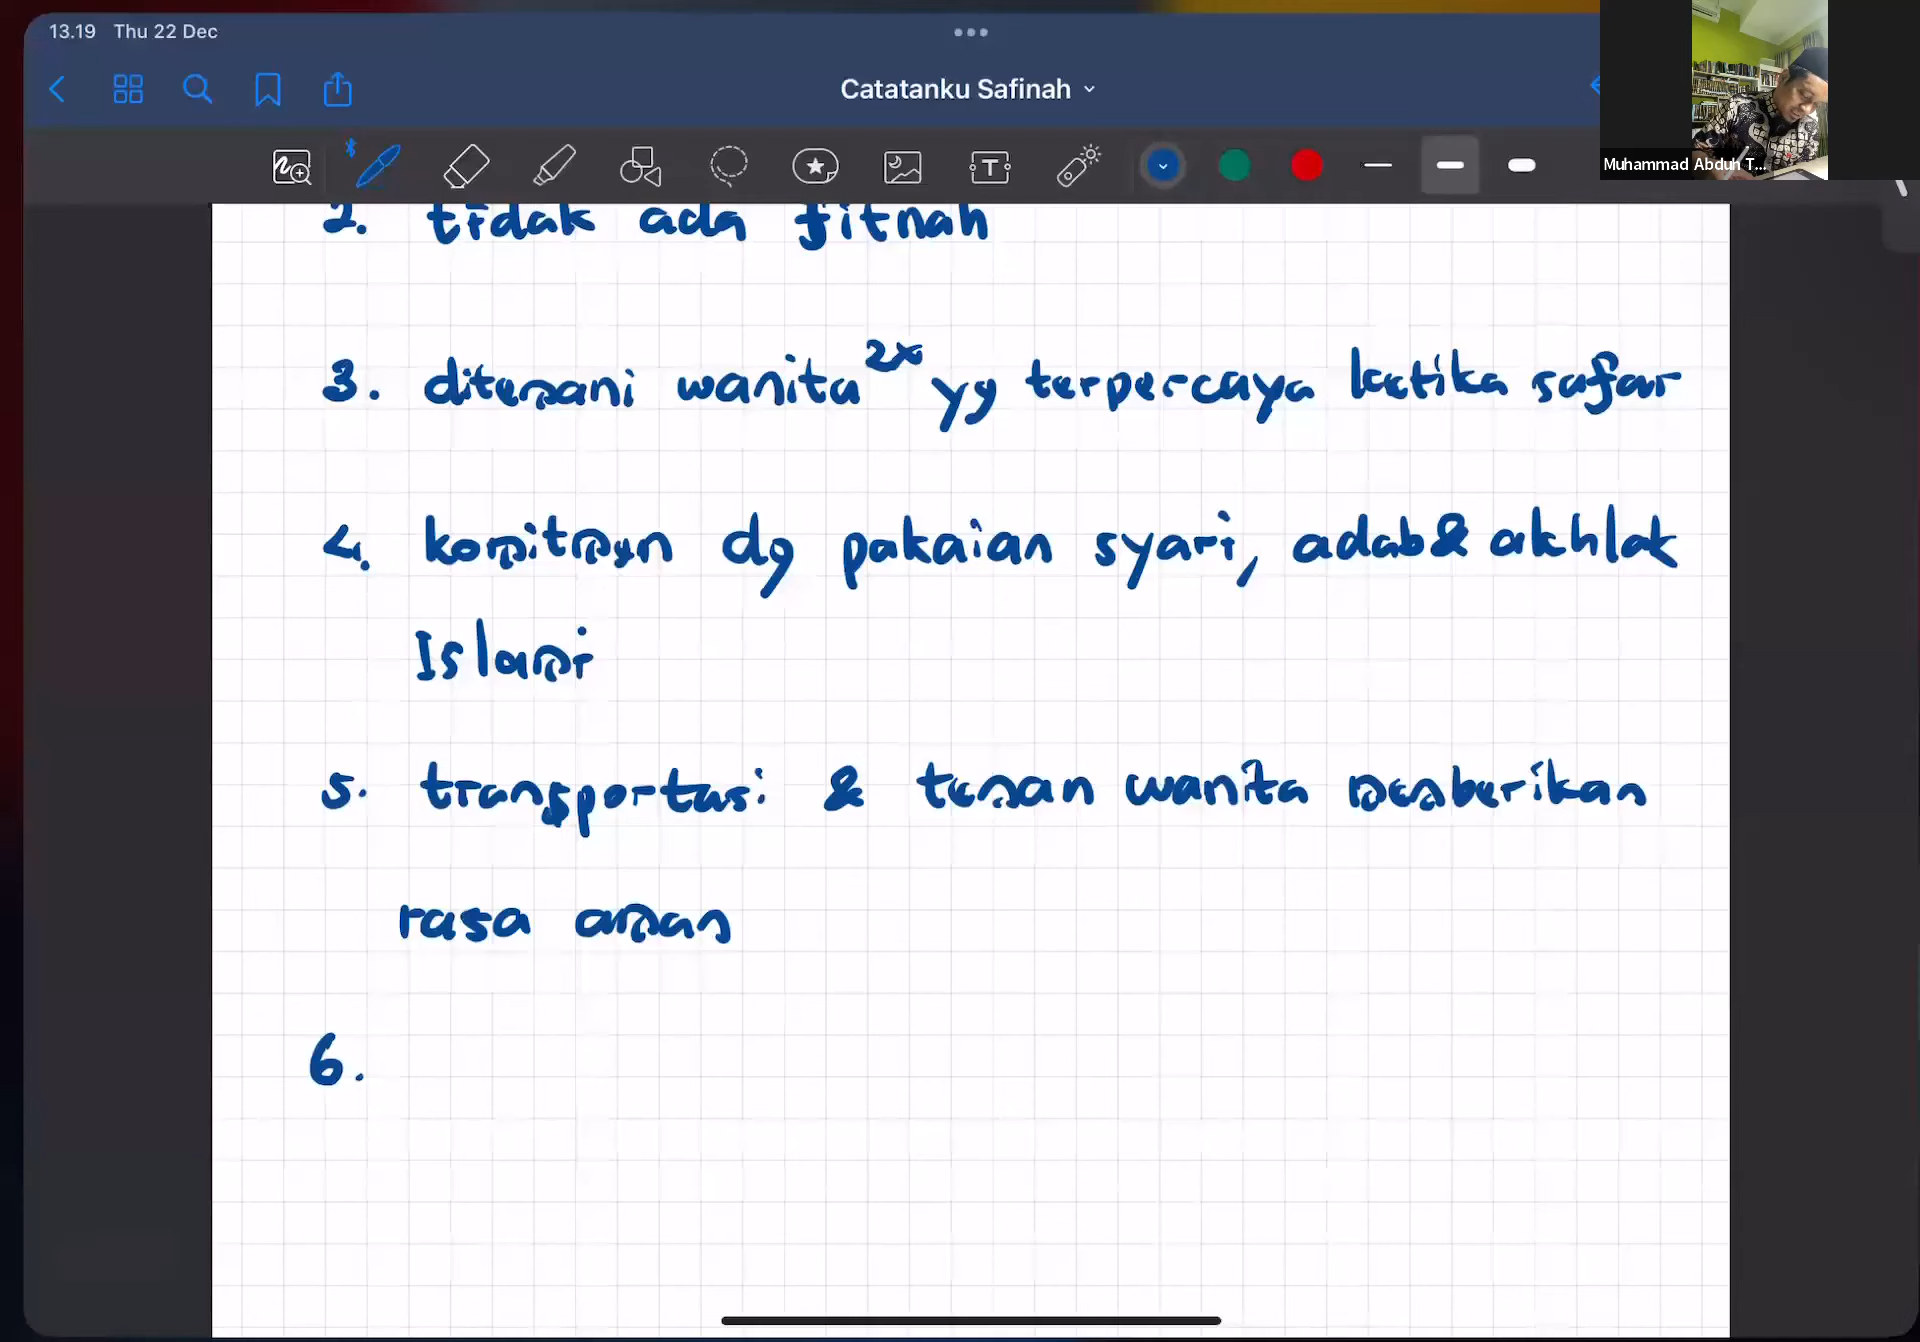 13.19 Thu 22 Dec
Catatanku Safinah
Muhammad Abduh T...
2. tidak ada fitnah
3. ditemani wanita2x yg terpercaya ketika safar
4. komitmen dg pakaian syari, adab & akhlak
Islami
5. transportasi & teman wanita memberikan
rasa aman
6.